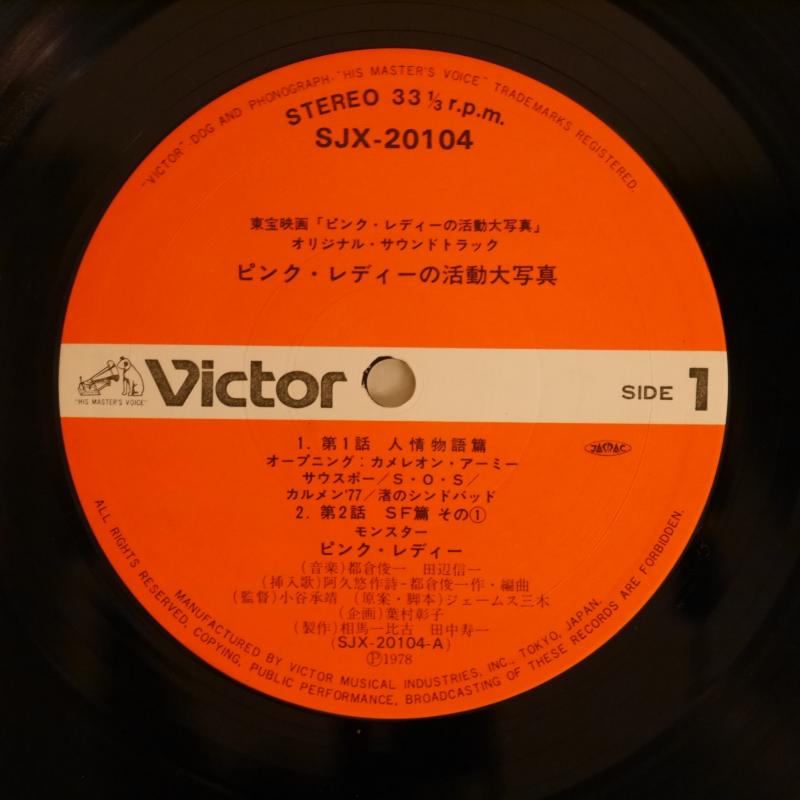 "VICTOR"-DOG AND PHONOGRAPH-"HIS MASTER'S VOICE" TRADEMARKS REGISTERED.
STEREO 33 1/3 r.p.m.
SJX-20104
東宝映画「ピンク・レディーの活動大写真」
オリジナル・サウンドトラック
ピンク・レディーの活動大写真
"HIS MASTER'S VOICE"
Victor
SIDE 1
1. 第1話 人情物語篇
JASRAC
オープニング:カメレオン・アーミー
サウスポー/S・O・S/
カルメン'77/渚のシンドバッド
2. 第2話 SF篇 その①
モンスター
ピンク・レディー
(音楽)都倉俊一 田辺信一
(挿入歌)阿久悠作詩-都倉俊一作・編曲
(監督)小谷承靖 (原案・脚本)ジェームス三木
(企画)葉村彰子
(製作)相馬一比古 田中寿一
(SJX-20104-A)
Ⓟ1978
MANUFACTURED BY VICTOR MUSICAL INDUSTRIES, INC., TOKYO, JAPAN.
ALL RIGHTS RESERVED, COPYING, PUBLIC PERFORMANCE, BROADCASTING OF THESE RECORDS ARE FORBIDDEN.